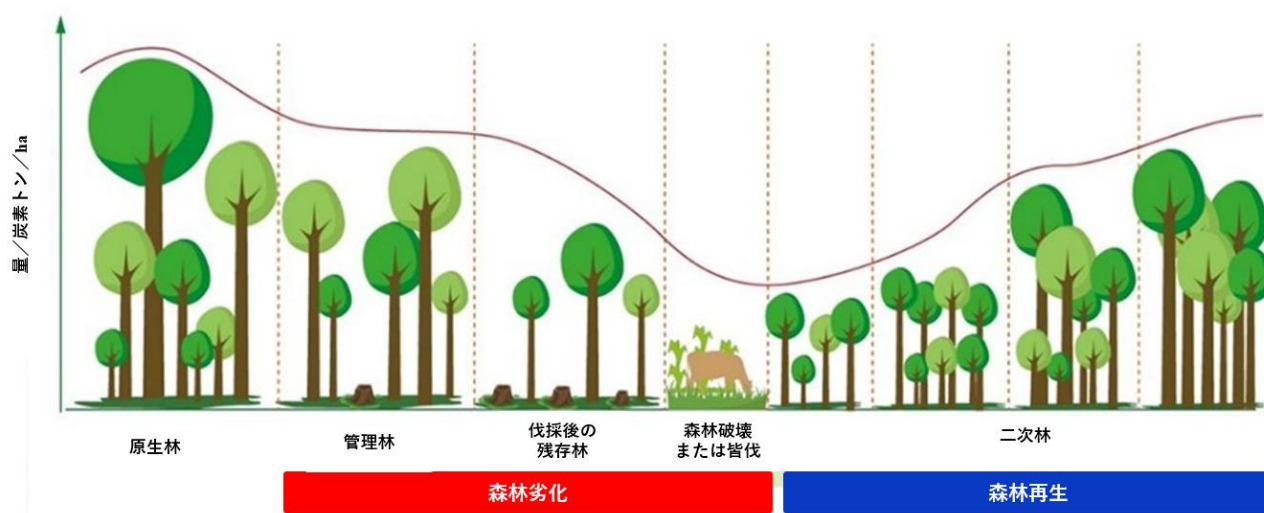 量／炭素トン／ha
原生林
管理林
伐採後の
残存林
森林破壊
または皆伐
二次林
森林劣化
森林再生